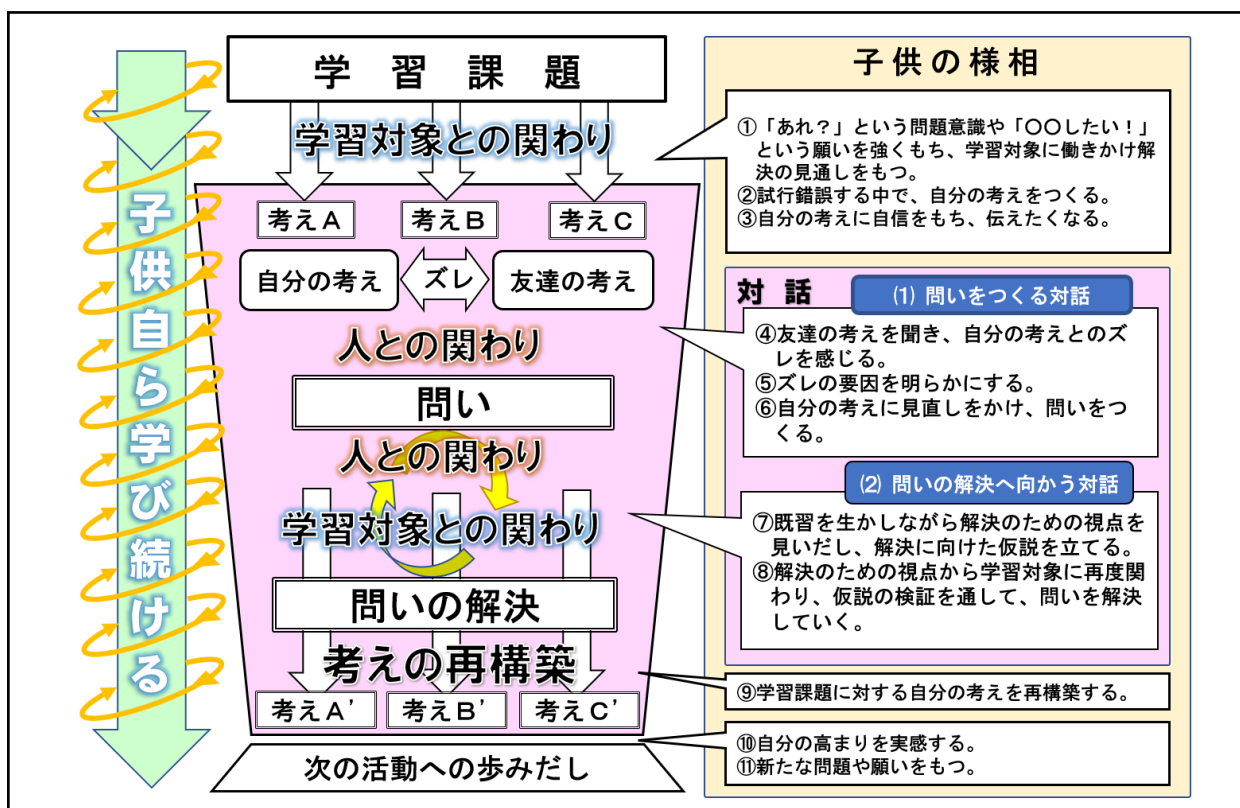 学習課題
学習対象との関わり
考えA
考えB
考えC
自分の考え
ズレ
友達の考え
人との関わり
問い
人との関わり
学習対象との関わり
問いの解決
考えの再構築
考えA'
考えB'
考えC'
次の活動への歩みだし
子供自ら学び続ける
子供の様相
①「あれ?」という問題意識や「〇〇したい!」
という願いを強くもち、学習対象に働きかけ解
決の見通しをもつ。
②試行錯誤する中で、自分の考えをつくる。
③自分の考えに自信をもち、伝えたくなる。
対話
⑴ 問いをつくる対話
④友達の考えを聞き、自分の考えとのズ
レを感じる。
⑤ズレの要因を明らかにする。
⑥自分の考えに見直しをかけ、問いをつ
くる。
⑵ 問いの解決へ向かう対話
⑦既習を生かしながら解決のための視点を
見いだし、解決に向けた仮説を立てる。
⑧解決のための視点から学習対象に再度関
わり、仮説の検証を通して、問いを解決
していく。
⑨学習課題に対する自分の考えを再構築する。
⑩自分の高まりを実感する。
⑪新たな問題や願いをもつ。